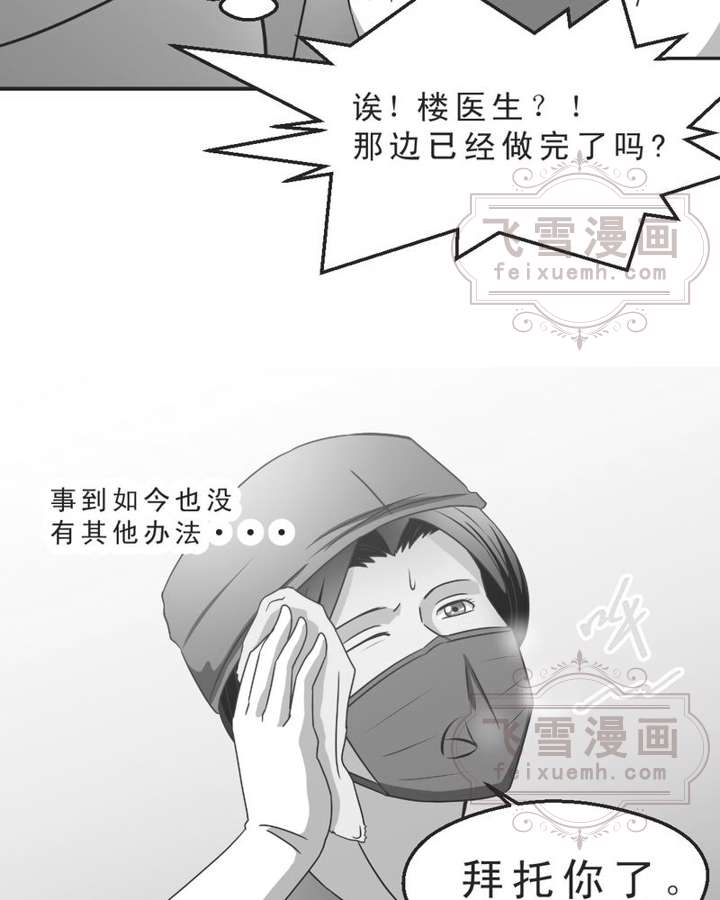 诶！楼医生？！
那边已经做完了吗？
飞雪漫画
feixuemh.com
事到如今也没
有其他办法···
呼
飞雪漫画
feixuemh.com
拜托你了。